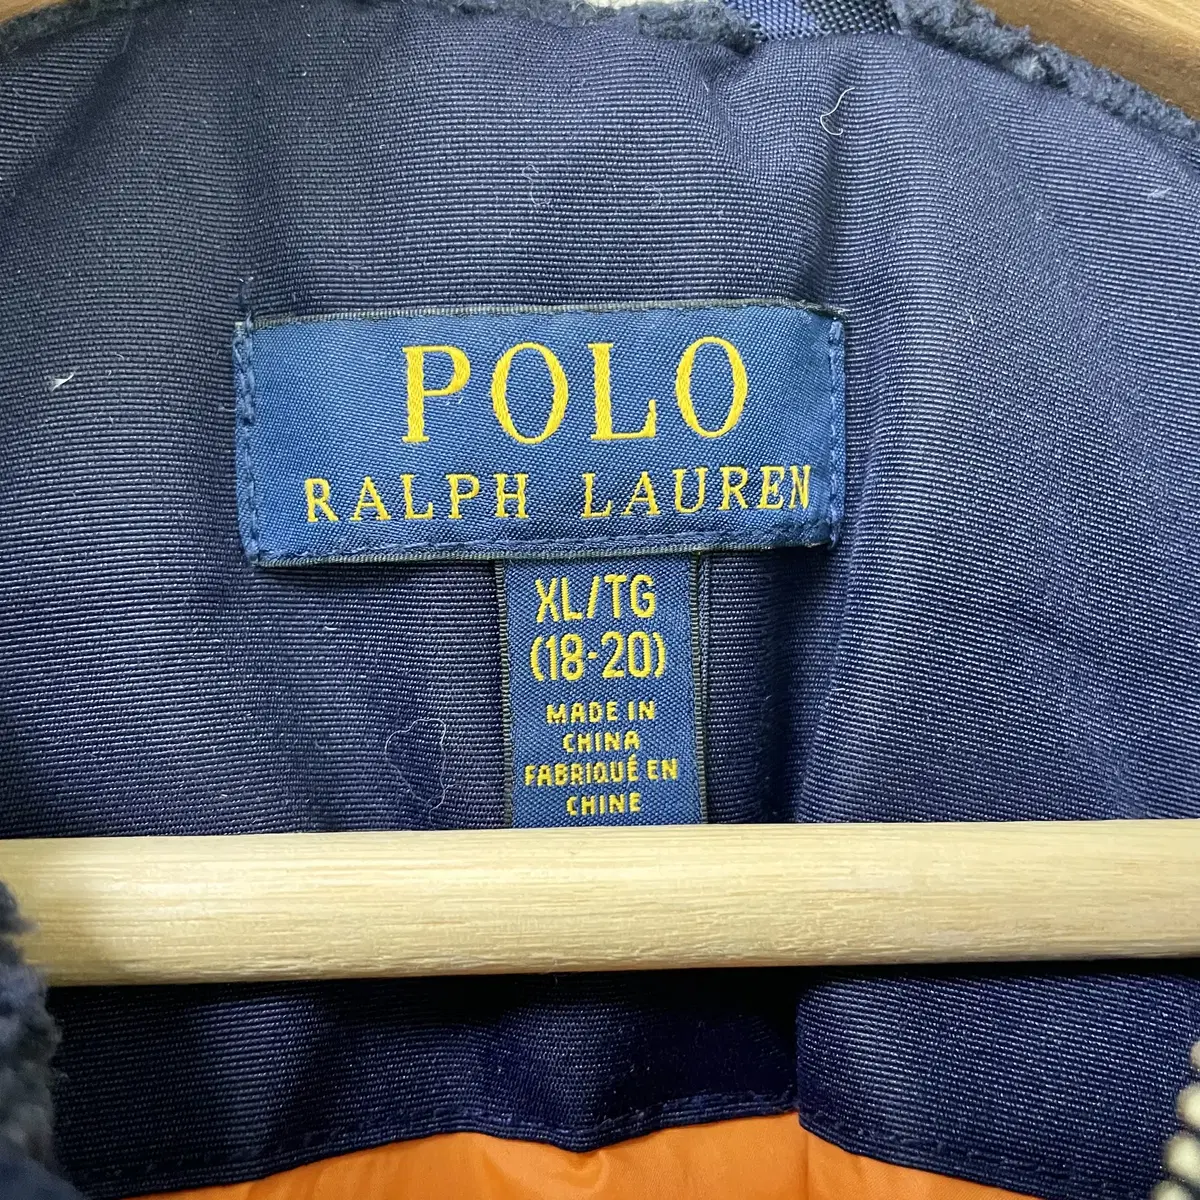 POLO
RALPH LAUREN
XL/TG
(18-20)
MADE IN
CHINA
FABRIQUÉ EN
CHINE